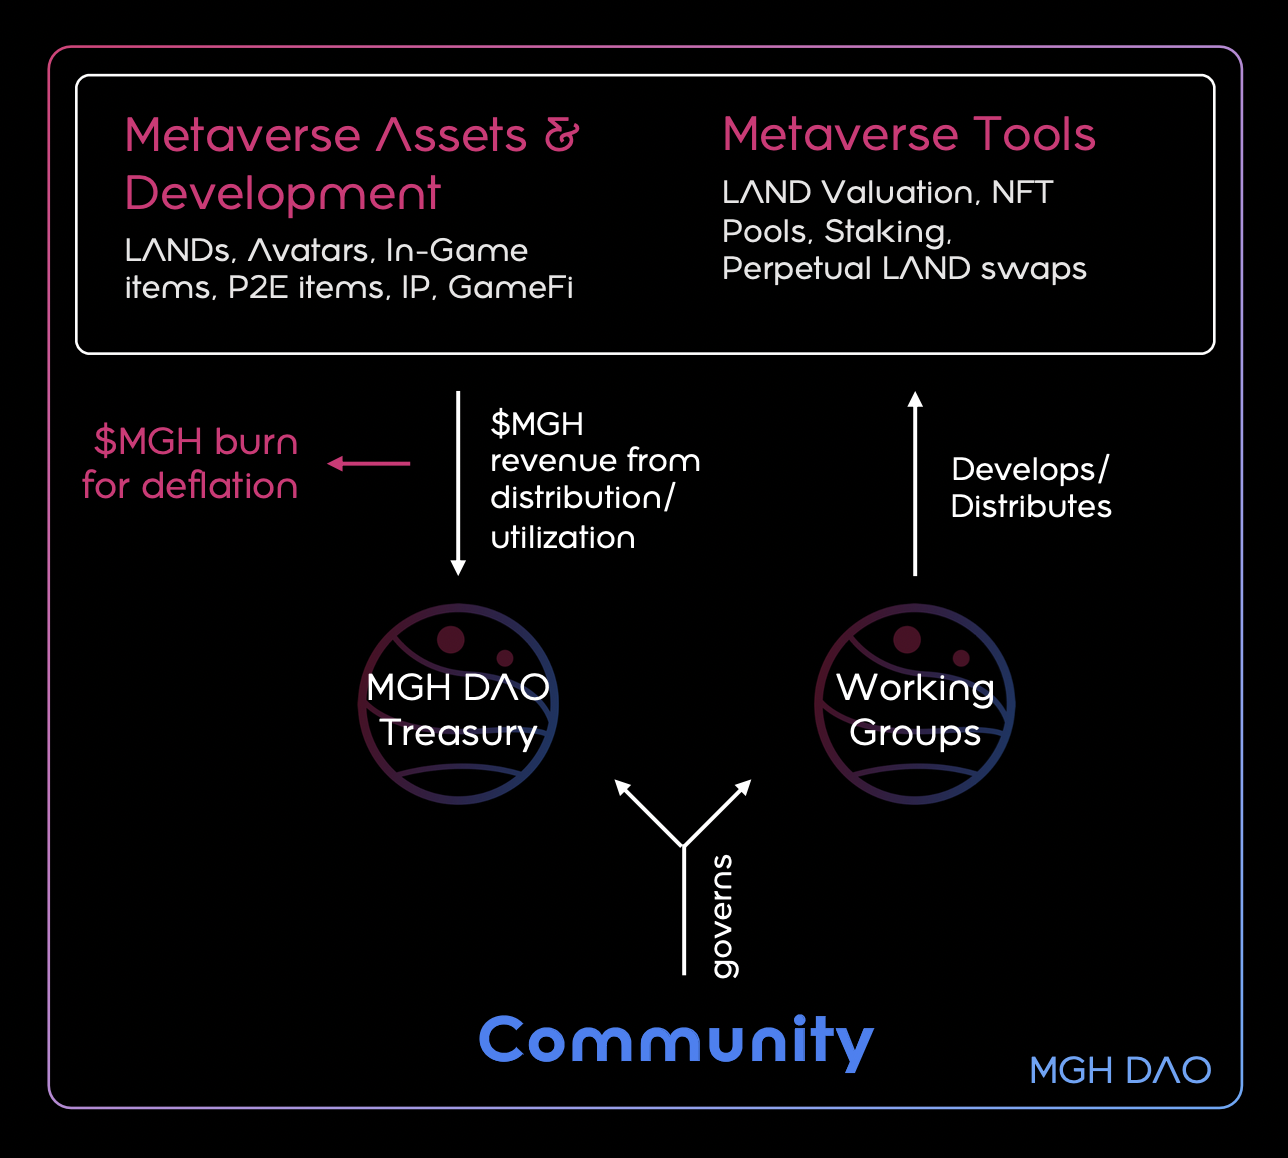 Metaverse Assets &
Development
LANDs, Avatars, In-Game
items, P2E items, IP, GameFi
Metaverse Tools
LAND Valuation, NFT
Pools, Staking,
Perpetual LAND swaps
$MGH burn
for deflation
$MGH
revenue from
distribution/
utilization
Develops/
Distributes
MGH DAO
Treasury
Working
Groups
governs
Community
MGH DAO